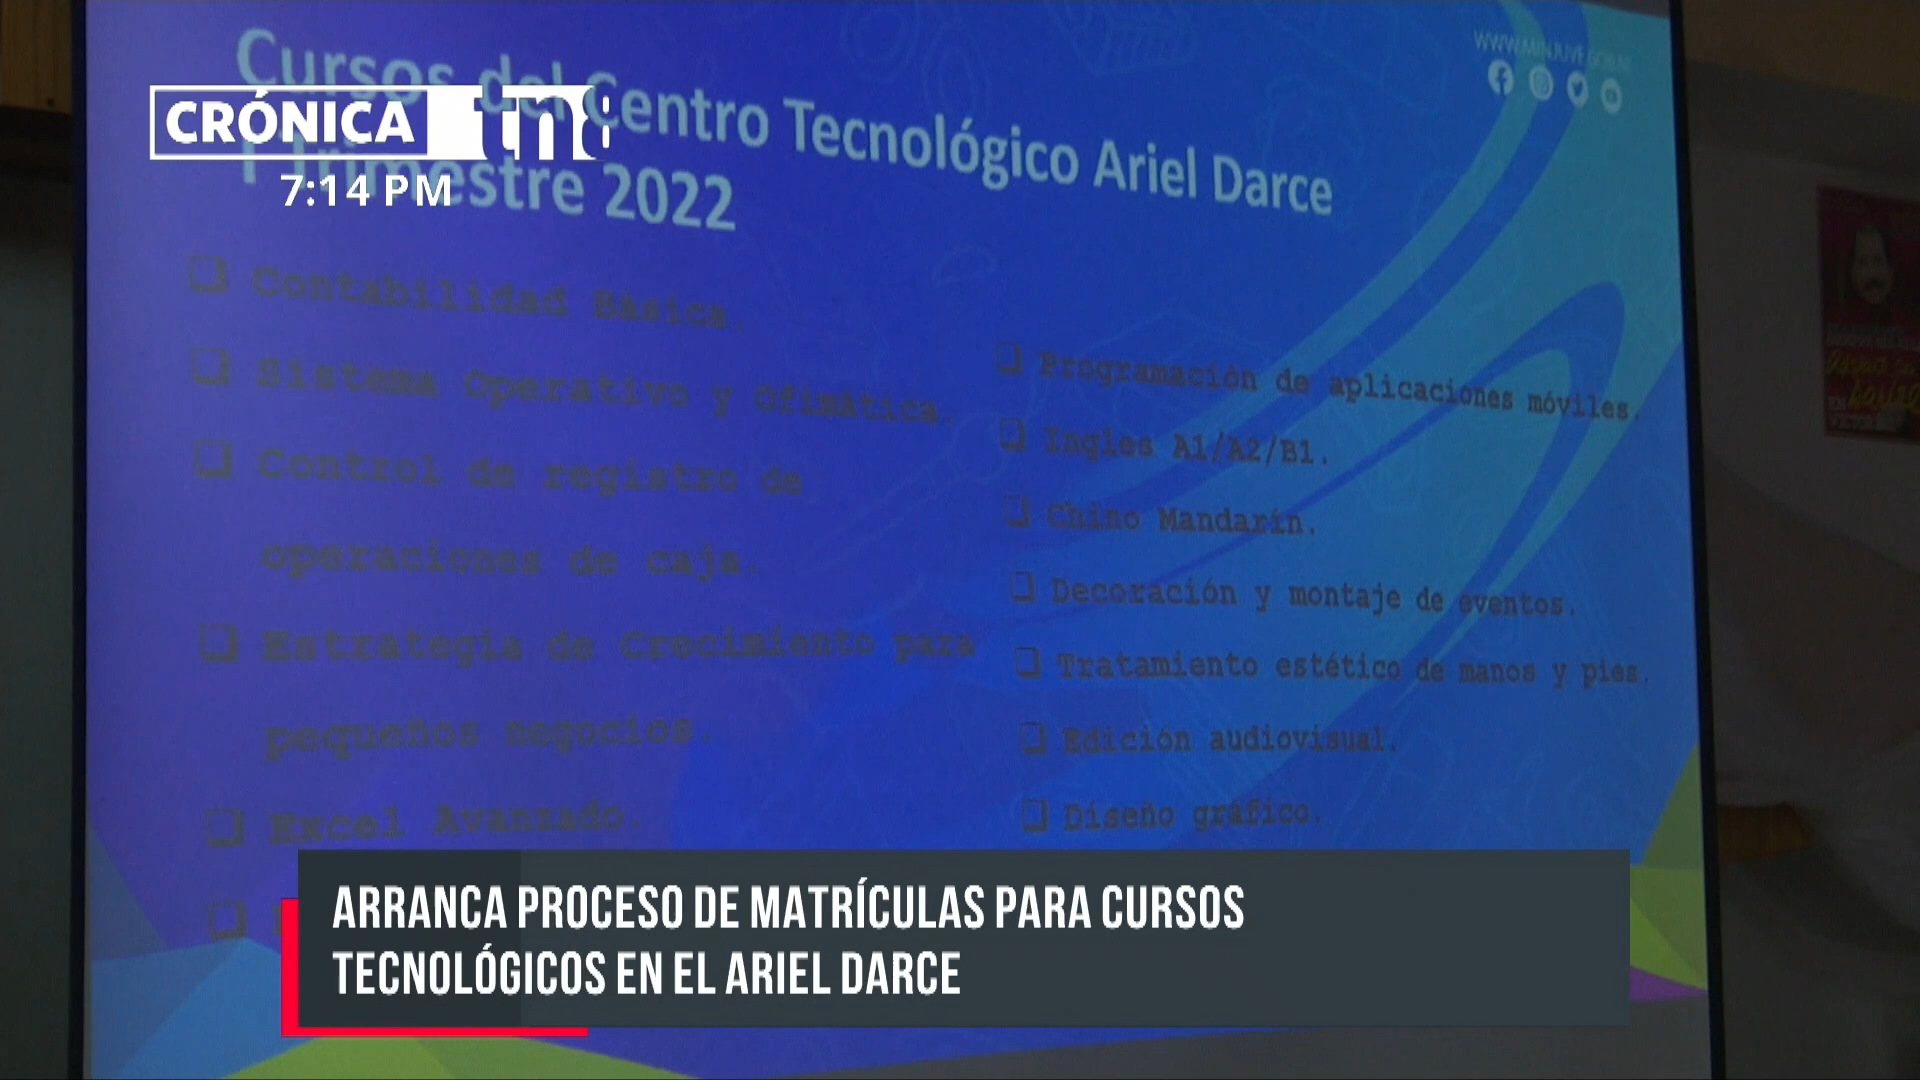 WWW.MINJUVE.GOB.NI
Cursos del Centro Tecnológico Ariel Darce
I Trimestre 2022
CRÓNICA tn8
7:14 PM
Contabilidad Básica.
Sistema Operativo y Ofimática.
Control de registro de
operaciones de caja.
Estrategia de Crecimiento para
pequeños negocios.
Excel Avanzado.
Programación de aplicaciones móviles.
Ingles A1/A2/B1.
Chino Mandarín.
Decoración y montaje de eventos.
Tratamiento estético de manos y pies.
Edición audiovisual.
Diseño gráfico.
ARRANCA PROCESO DE MATRÍCULAS PARA CURSOS
TECNOLÓGICOS EN EL ARIEL DARCE